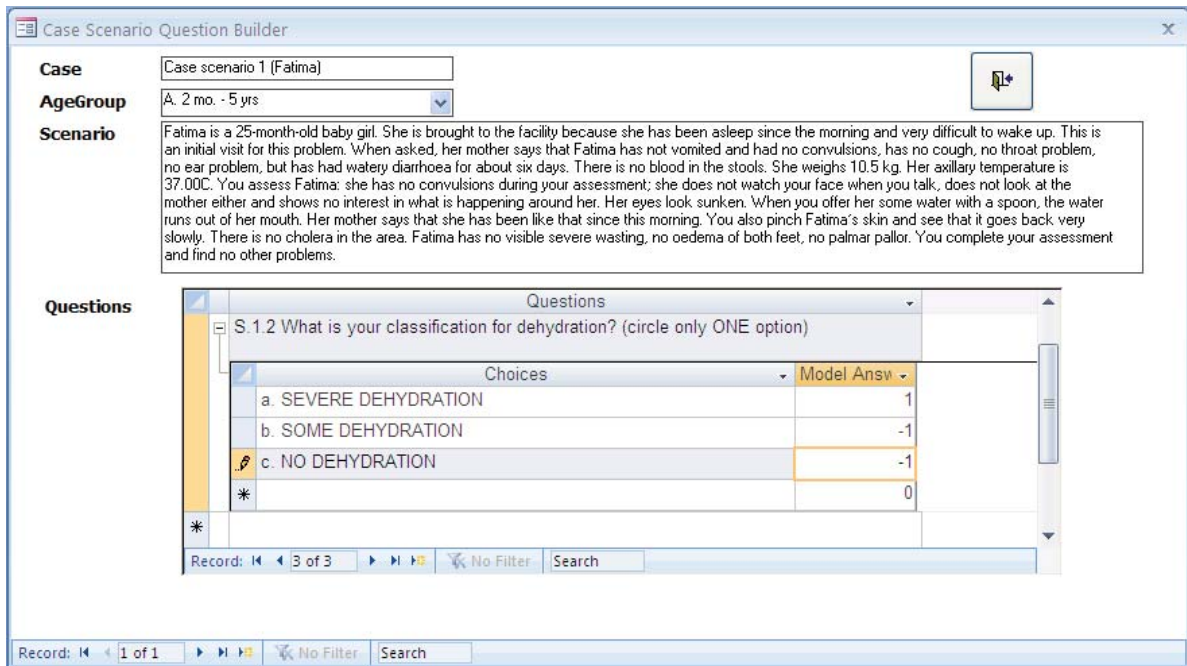 Case Scenario Question Builder
x
Case
Case scenario 1 (Fatima)
AgeGroup
A. 2 mo. - 5 yrs
Scenario
Fatima is a 25-month-old baby girl. She is brought to the facility because she has been asleep since the morning and very difficult to wake up. This is
an initial visit for this problem. When asked, her mother says that Fatima has not vomited and had no convulsions, has no cough, no throat problem,
no ear problem, but has had watery diarrhoea for about six days. There is no blood in the stools. She weighs 10.5 kg. Her axillary temperature is
37.00C. You assess Fatima: she has no convulsions during your assessment; she does not watch your face when you talk, does not look at the
mother either and shows no interest in what is happening around her. Her eyes look sunken. When you offer her some water with a spoon, the water
runs out of her mouth. Her mother says that she has been like that since this morning. You also pinch Fatima´s skin and see that it goes back very
slowly. There is no cholera in the area. Fatima has no visible severe wasting, no oedema of both feet, no palmar pallor. You complete your assessment
and find no other problems.
Questions
Questions
S.1.2 What is your classification for dehydration? (circle only ONE option)
Choices Model Answ
a. SEVERE DEHYDRATION 1
b. SOME DEHYDRATION -1
c. NO DEHYDRATION -1
0
Record: 3 of 3 No Filter Search
Record: 1 of 1 No Filter Search